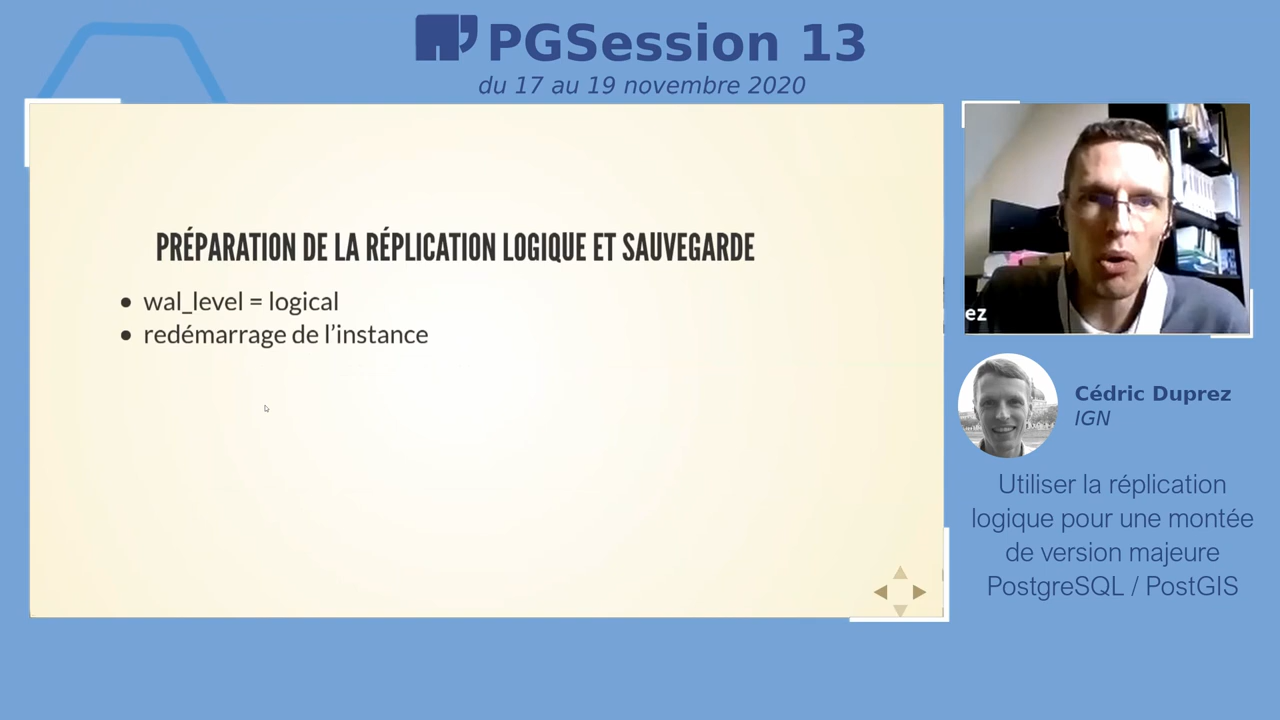 PGSession 13
du 17 au 19 novembre 2020
PRÉPARATION DE LA RÉPLICATION LOGIQUE ET SAUVEGARDE
• wal_level = logical
• redémarrage de l’instance
ez
Cédric Duprez
IGN
Utiliser la réplication
logique pour une montée
de version majeure
PostgreSQL / PostGIS